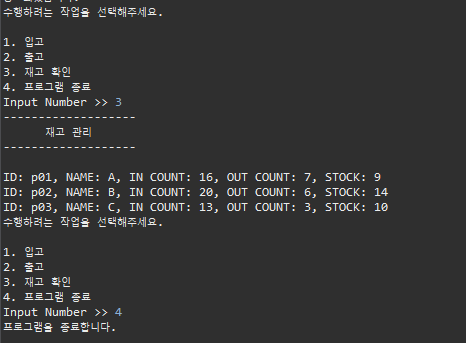 수행하려는 작업을 선택해주세요.
1. 입고
2. 출고
3. 재고 확인
4. 프로그램 종료
Input Number >> 3
-------------------
재고 관리
-------------------
ID: p01, NAME: A, IN COUNT: 16, OUT COUNT: 7, STOCK: 9
ID: p02, NAME: B, IN COUNT: 20, OUT COUNT: 6, STOCK: 14
ID: p03, NAME: C, IN COUNT: 13, OUT COUNT: 3, STOCK: 10
수행하려는 작업을 선택해주세요.
1. 입고
2. 출고
3. 재고 확인
4. 프로그램 종료
Input Number >> 4
프로그램을 종료합니다.